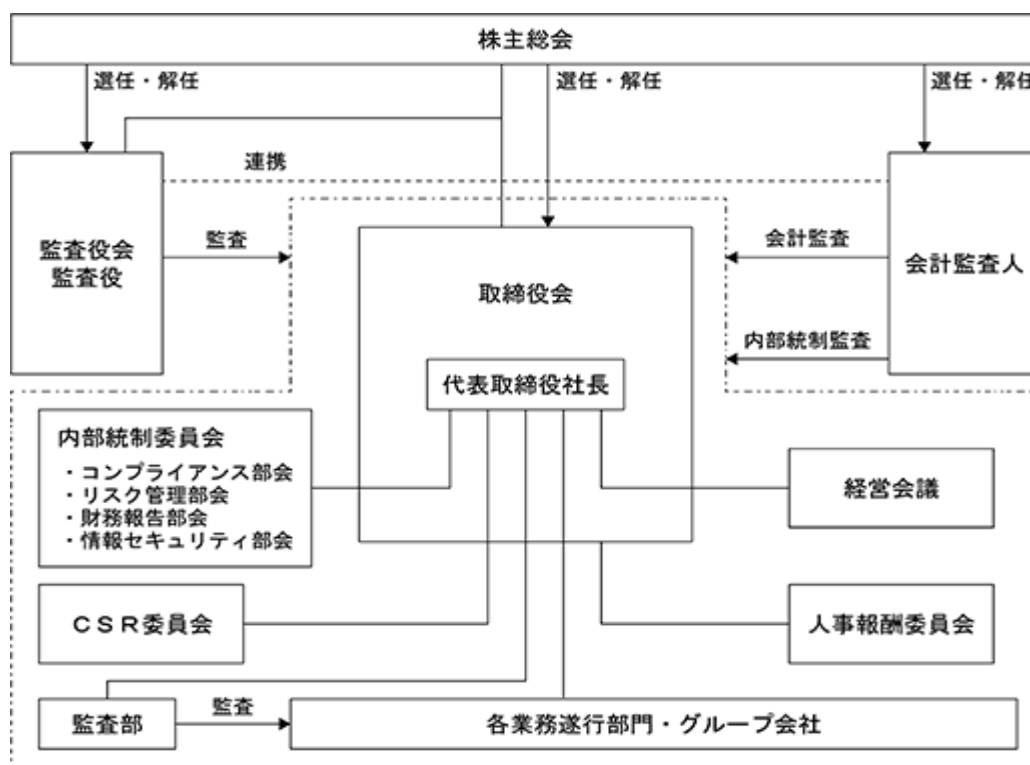 株主総会
選任・解任
選任・解任
選任・解任
連携
監査役会
監査役
監査
取締役会
会計監査
会計監査人
内部統制監査
代表取締役社長
内部統制委員会
・コンプライアンス部会
・リスク管理部会
・財務報告部会
・情報セキュリティ部会
経営会議
ＣＳＲ委員会
人事報酬委員会
監査部
監査
各業務遂行部門・グループ会社